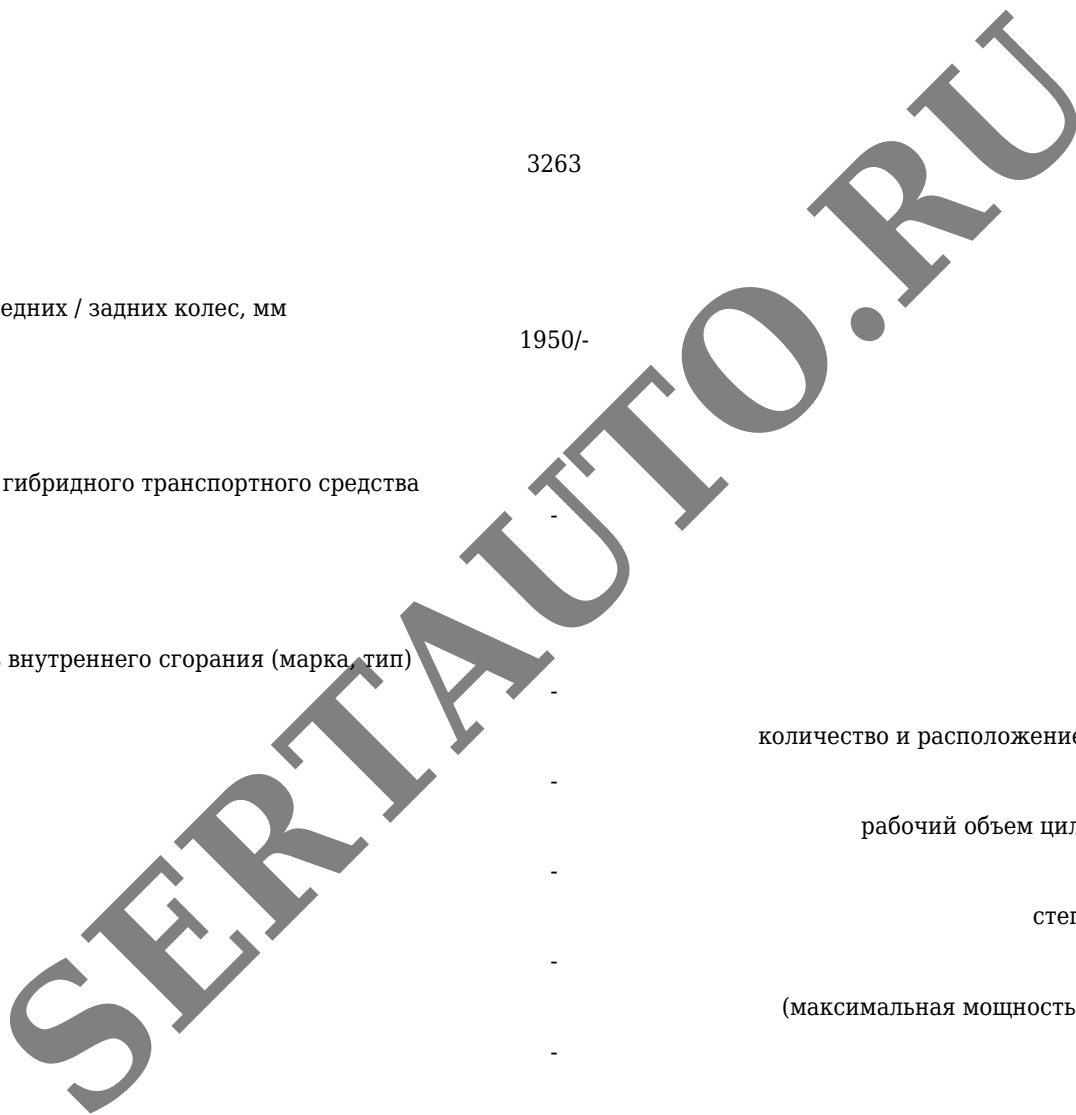 3263
едних / задних колес, мм
1950/-
гибридного транспортного средства
-
внутреннего сгорания (марка, тип)
-
количество и расположение
-
рабочий объем цил
-
степ
-
(максимальная мощность
-
SERTAUTO.RU